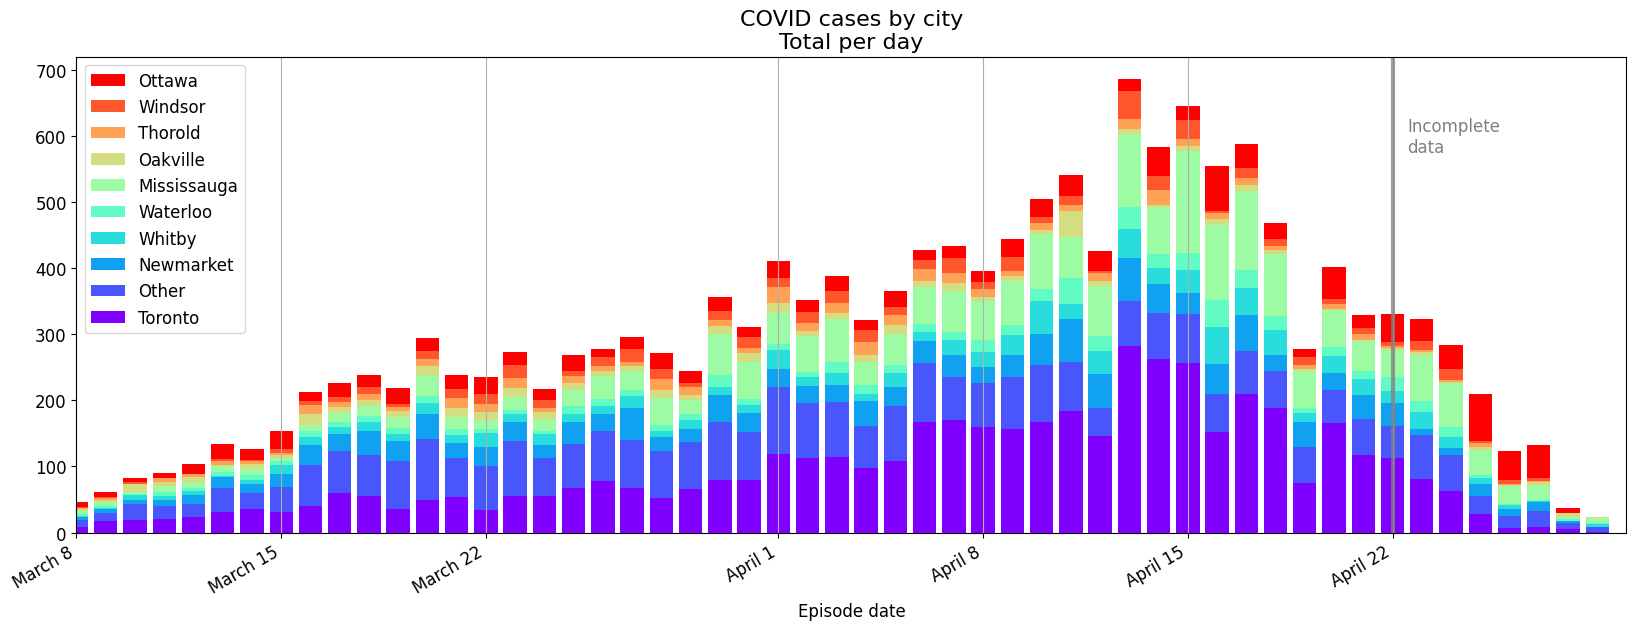 COVID cases by city
Total per day
700
600
500
400
300
200
100
0
Ottawa
Windsor
Thorold
Oakville
Mississauga
Waterloo
Whitby
Newmarket
Other
Toronto
Incomplete
data
March 8
March 15
March 22
April 1
April 8
April 15
April 22
Episode date